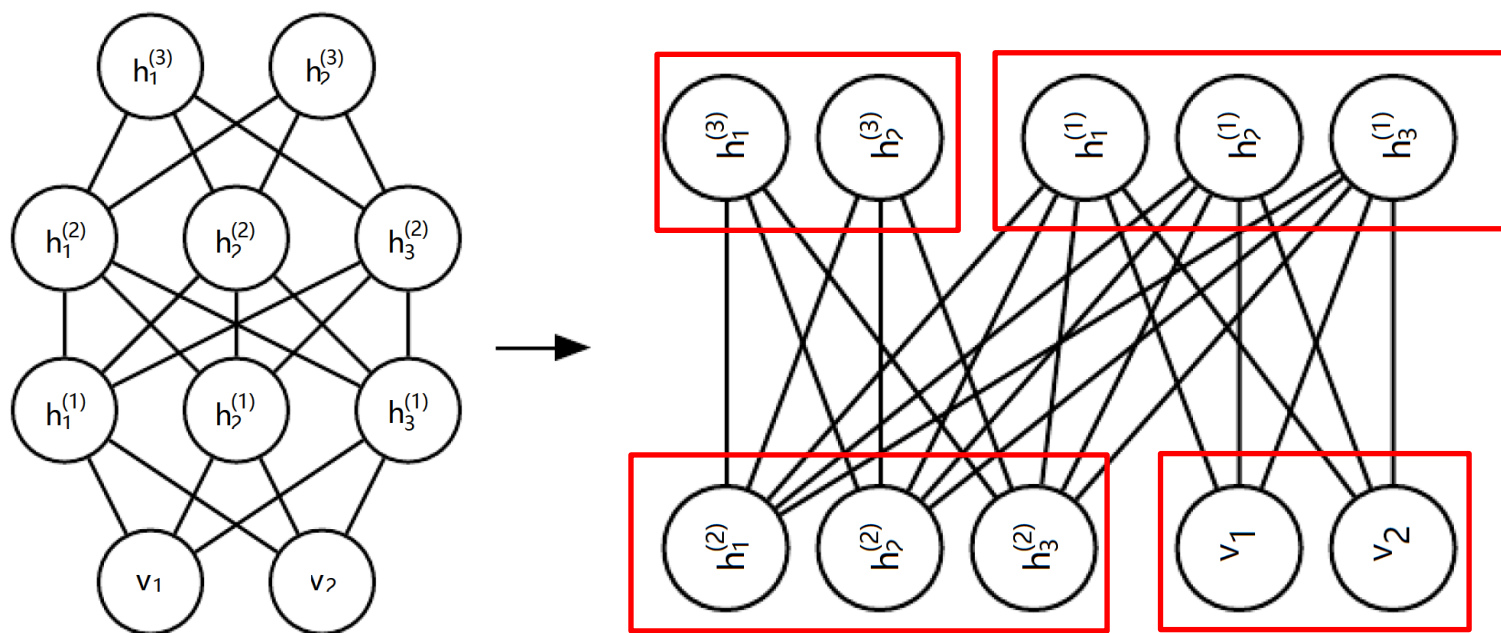 h₁⁽³⁾ h₂⁽³⁾
h₁⁽²⁾ h₂⁽²⁾ h₃⁽²⁾
h₁⁽¹⁾ h₂⁽¹⁾ h₃⁽¹⁾
v₁ v₂
h₁⁽³⁾ h₂⁽³⁾ h₁⁽¹⁾ h₂⁽¹⁾ h₃⁽¹⁾
h₁⁽²⁾ h₂⁽²⁾ h₃⁽²⁾ v₁ v₂